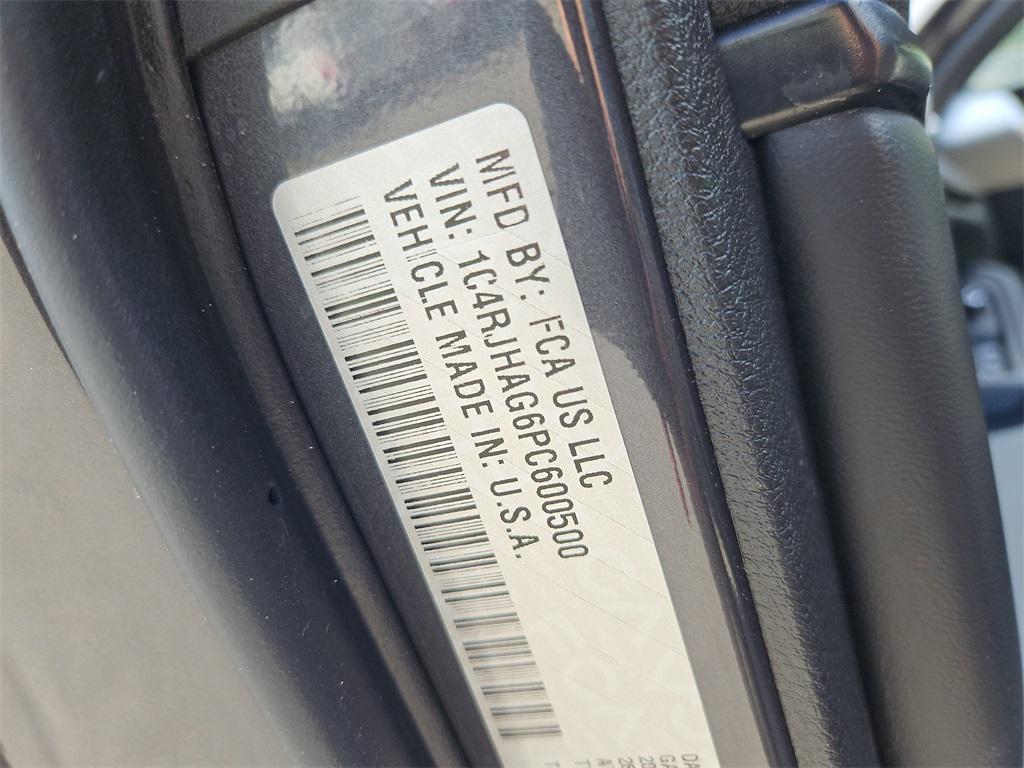 MFD BY: FCA US LLC
VIN: 1C4RJHAG6PC600500
VEHICLE MADE IN: U.S.A.